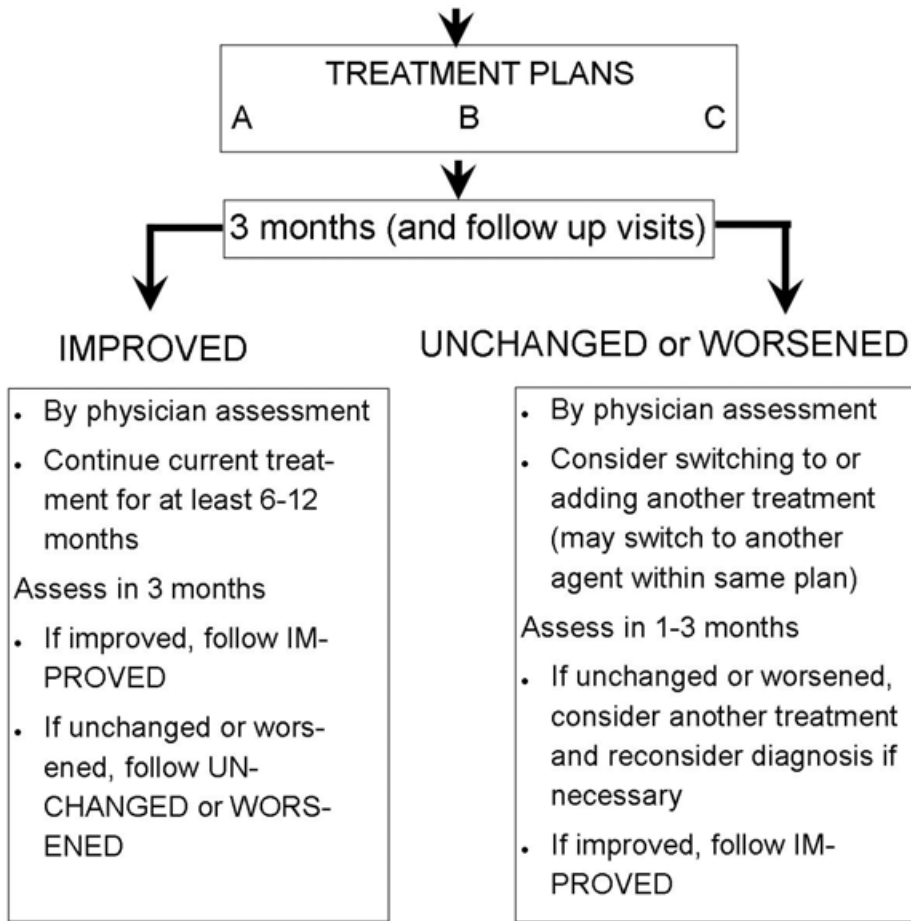 TREATMENT PLANS
A B C
3 months (and follow up visits)
IMPROVED
• By physician assessment
• Continue current treat-
ment for at least 6-12
months
Assess in 3 months
• If improved, follow IM-
PROVED
• If unchanged or wors-
ened, follow UN-
CHANGED or WORS-
ENED
UNCHANGED or WORSENED
• By physician assessment
• Consider switching to or
adding another treatment
(may switch to another
agent within same plan)
Assess in 1-3 months
• If unchanged or worsened,
consider another treatment
and reconsider diagnosis if
necessary
• If improved, follow IM-
PROVED